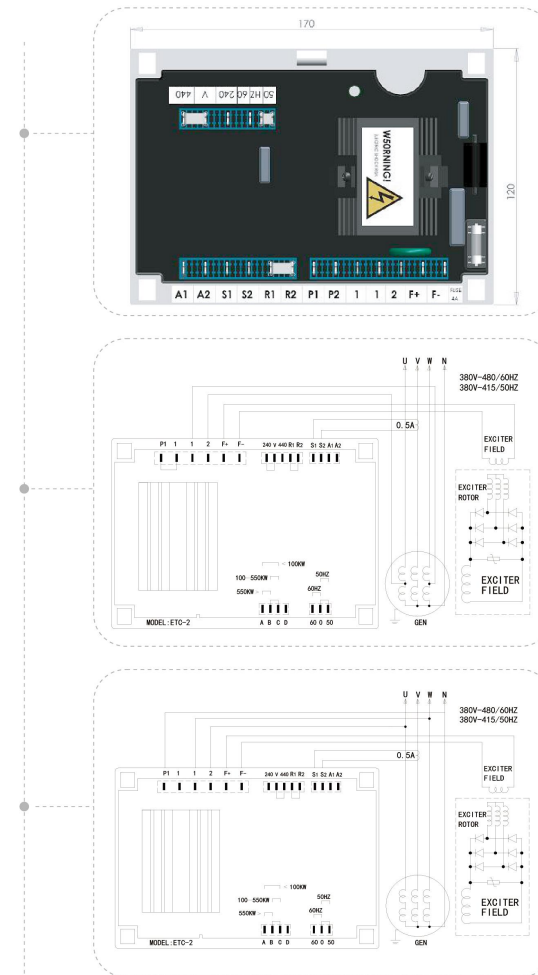 170
440 V 240 60 HZ 50
W50RNING!
120
A1 A2 S1 S2 R1 R2 P1 P2 1 1 2 F+ F-
4A
U V W N
380V-480/60HZ
380V-415/50HZ
0.5A
P1 1 1 2 F+ F- 240 V 440 R1 R2 S1 S2 A1 A2
EXCITER
FIELD
EXCITER
ROTOR
< 100KW
100-550KW
550KW
50HZ
60HZ
A B C D 60 0 50
MODEL:ETC-2
GEN
EXCITER
FIELD
U V W N
380V-480/60HZ
380V-415/50HZ
0.5A
P1 1 1 2 F+ F- 240 V 440 R1 R2 S1 S2 A1 A2
EXCITER
FIELD
EXCITER
ROTOR
< 100KW
100-550KW
550KW
50HZ
60HZ
A B C D 60 0 50
MODEL:ETC-2
GEN
EXCITER
FIELD